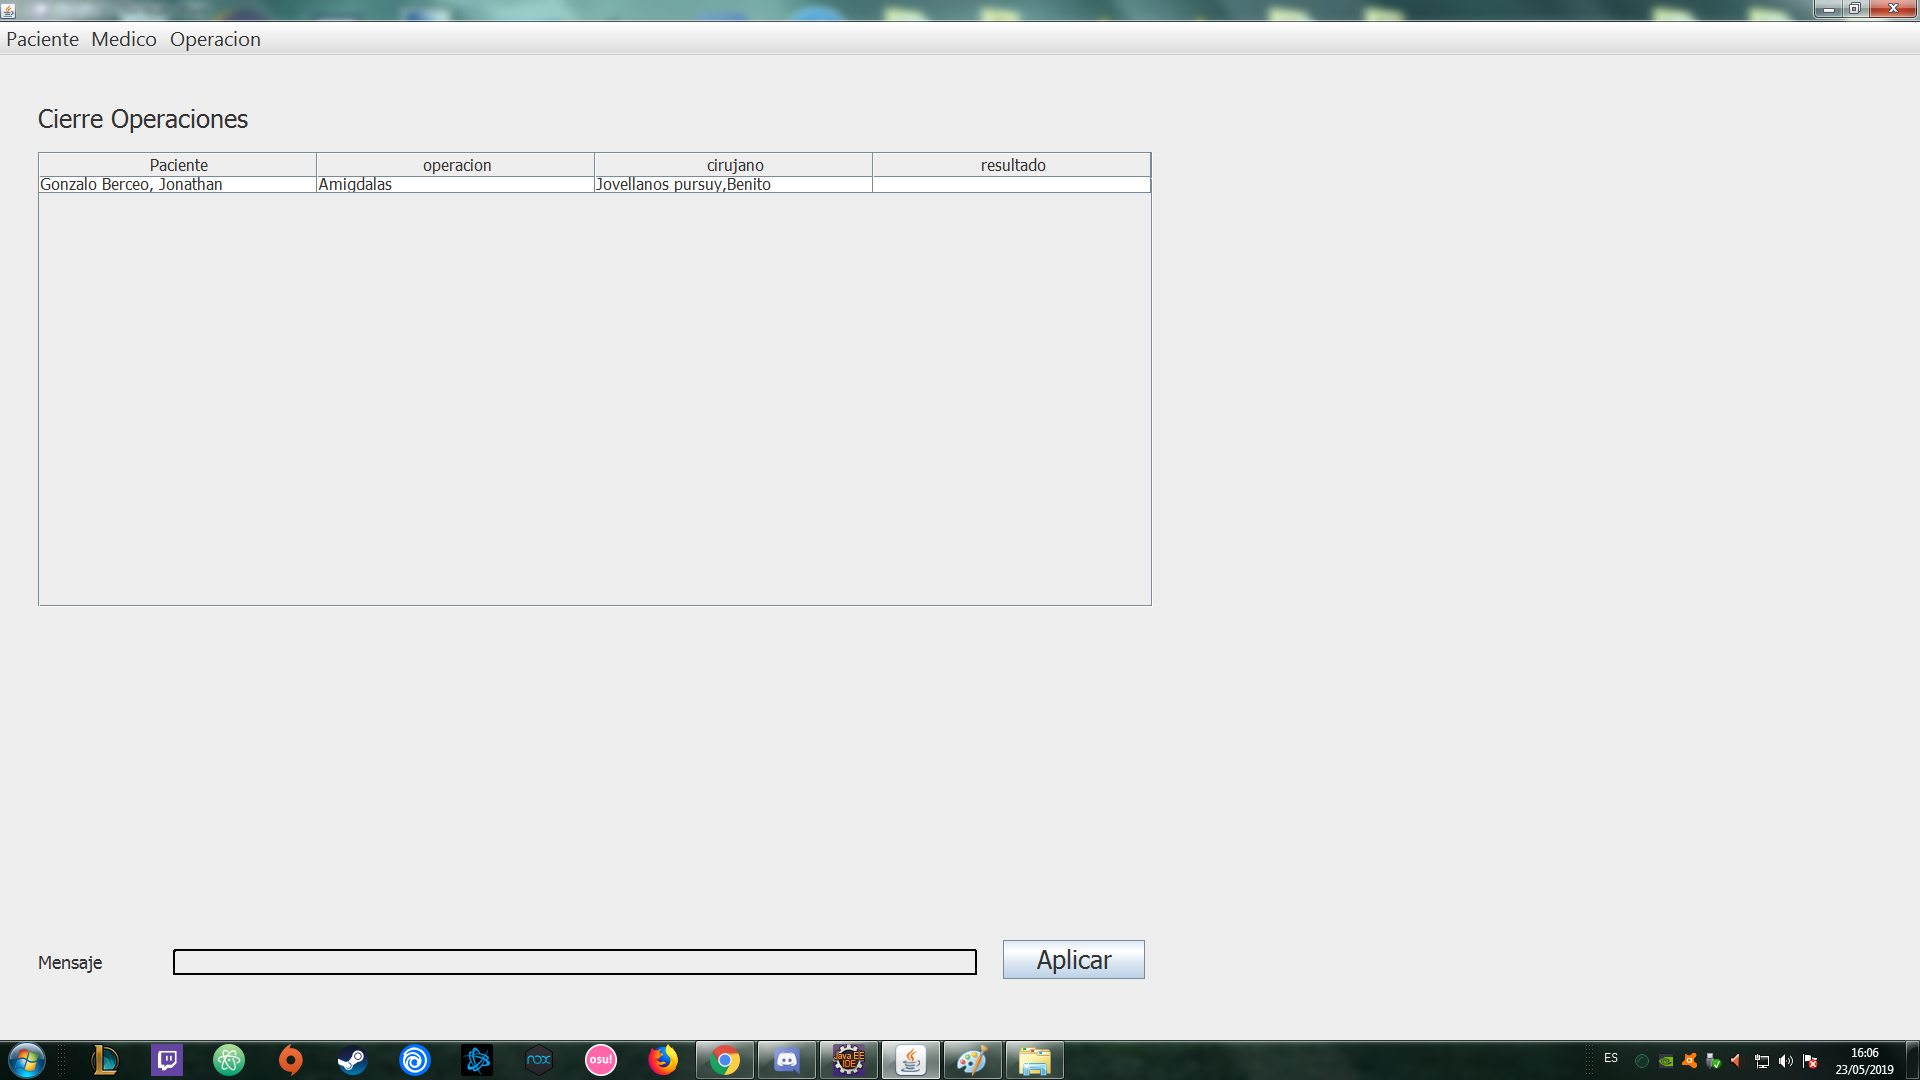 Paciente Medico Operacion
Cierre Operaciones
Paciente operacion cirujano resultado
Gonzalo Berceo, Jonathan Amigdalas Jovellanos pursuy,Benito
Mensaje
Aplicar
nox
osu!
Java EE
IDE
ES
16:06
23/05/2019